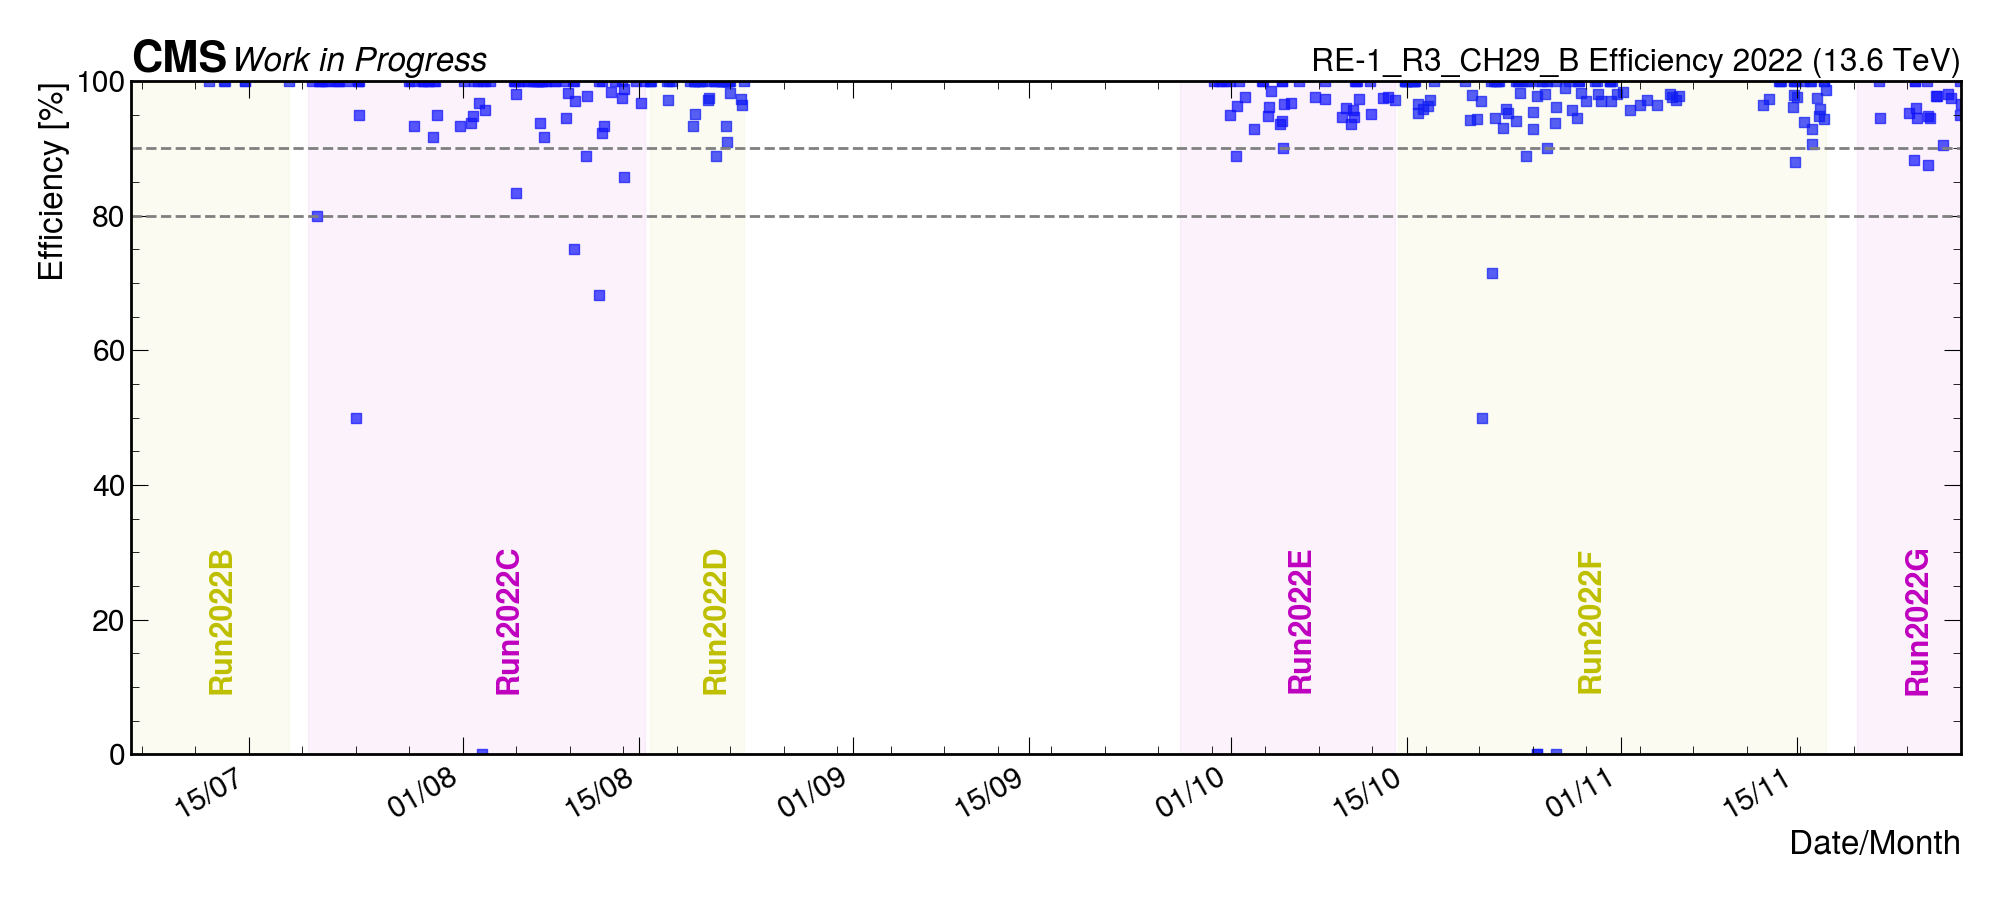 CMS Work in Progress
RE-1_R3_CH29_B Efficiency 2022 (13.6 TeV)
Efficiency [%]
100
80
60
40
20
0
Run2022B
Run2022C
Run2022D
Run2022E
Run2022F
Run2022G
15/07
01/08
15/08
01/09
15/09
01/10
15/10
01/11
15/11
Date/Month